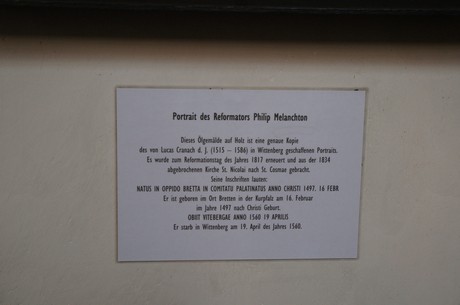 Portrait des Reformators Philip Melanchton
Dieses Ölgemälde auf Holz ist eine genaue Kopie
des von Lucas Cranach d. J. (1515 – 1586) in Wittenberg geschaffenen Portraits.
Es wurde zum Reformationstag des Jahres 1817 erneuert und aus der 1834
abgebrochenen Kirche St. Nicolai nach St. Cosmae gebracht.
Seine Inschriften lauten:
NATUS IN OPPIDO BRETTA IN COMITATU PALATINATUS ANNO CHRISTI 1497. 16 FEBR
Er ist geboren im Ort Bretten in der Kurpfalz am 16. Februar
im Jahre 1497 nach Christi Geburt.
OBIIT VITEBERGAE ANNO 1560 19 APRILIS
Er starb in Wittenberg am 19. April des Jahres 1560.